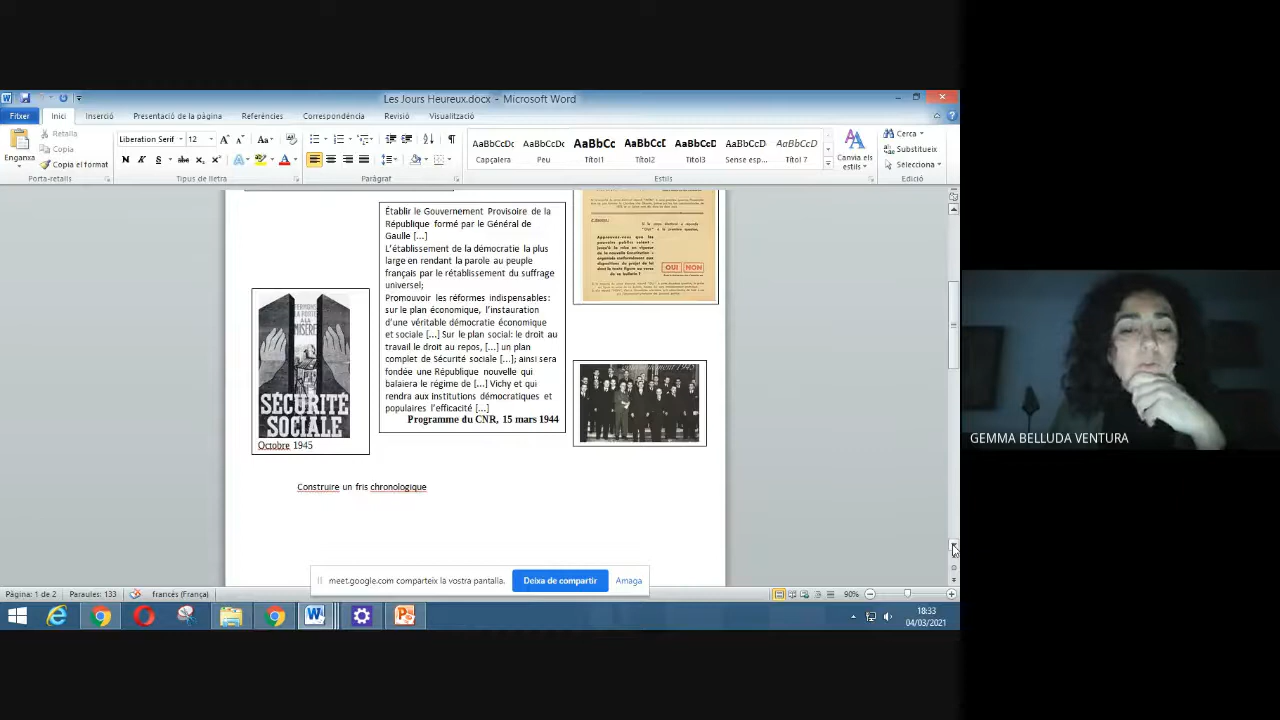 Les Jours Heureux.docx - Microsoft Word
Fitxer
Inici
Inserció
Presentació de la pàgina
Referències
Correspondència
Revisió
Visualització
Enganxa
Retalla
Copia
Copia el format
Porta-retalls
Liberation Serif
12
Tipus de lletra
Paràgraf
AaBbCcDc
Capçalera
AaBbCcDc
Peu
AaBbCc
Títol1
AaBbCcD
Títol2
AaBbCcD
Títol3
AaBbCcD
Sense esp...
AaBbCcD
Títol 7
Canvia els
estils
Estils
Cerca
Substitueix
Selecciona
Edició
Établir le Gouvernement Provisoire de la
République formé par le Général de
Gaulle [...]
L'établissement de la démocratie la plus
large en rendant la parole au peuple
français par le rétablissement du suffrage
universel;
Promouvoir les réformes indispensables:
sur le plan économique, l'instauration
d'une véritable démocratie économique
et sociale [...] Sur le plan social: le droit au
travail le droit au repos, [...] un plan
complet de Sécurité sociale [...]; ainsi sera
fondée une République nouvelle qui
balaiera le régime de [...] Vichy et qui
rendra aux institutions démocratiques et
populaires l'efficacité [...]
Programme du CNR, 15 mars 1944
FERMONS
LA PORTE
A LA
MISÈRE
SÉCURITÉ
SOCIALE
Octobre 1945
OUI NON
Construire un fris chronologique
meet.google.com comparteix la vostra pantalla.
Deixa de compartir
Amaga
Pàgina: 1 de 2
Paraules: 133
francès (França)
90%
18:33
04/03/2021
GEMMA BELLUDA VENTURA